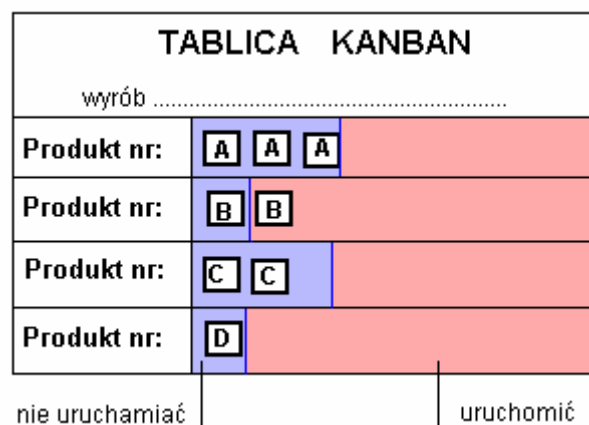 TABLICA KANBAN
wyrób ...............................................................
Produkt nr: A A A
Produkt nr: B B
Produkt nr: C C
Produkt nr: D
nie uruchamiać uruchomić